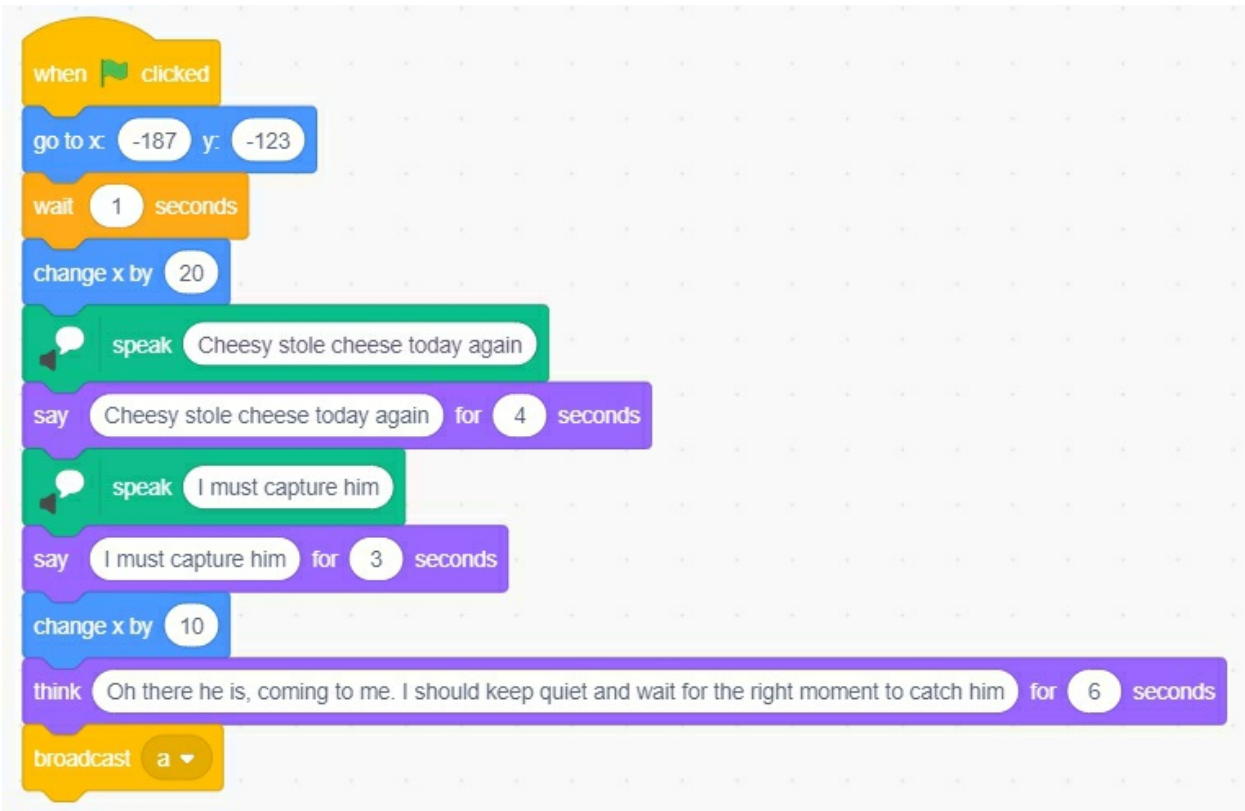 when clicked
go to x: -187 y: -123
wait 1 seconds
change x by 20
speak Cheesy stole cheese today again
say Cheesy stole cheese today again for 4 seconds
speak I must capture him
say I must capture him for 3 seconds
change x by 10
think Oh there he is, coming to me. I should keep quiet and wait for the right moment to catch him for 6 seconds
broadcast a